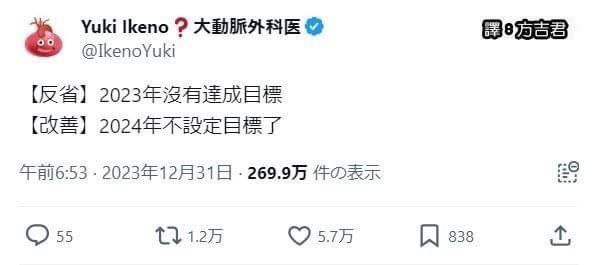 Yuki Ikeno❓大動脈外科医
@IkenoYuki
譯:方吉君
【反省】2023年沒有達成目標
【改善】2024年不設定目標了
午前6:53 · 2023年12月31日 · 269.9万 件の表示
55 1.2万 5.7万 838